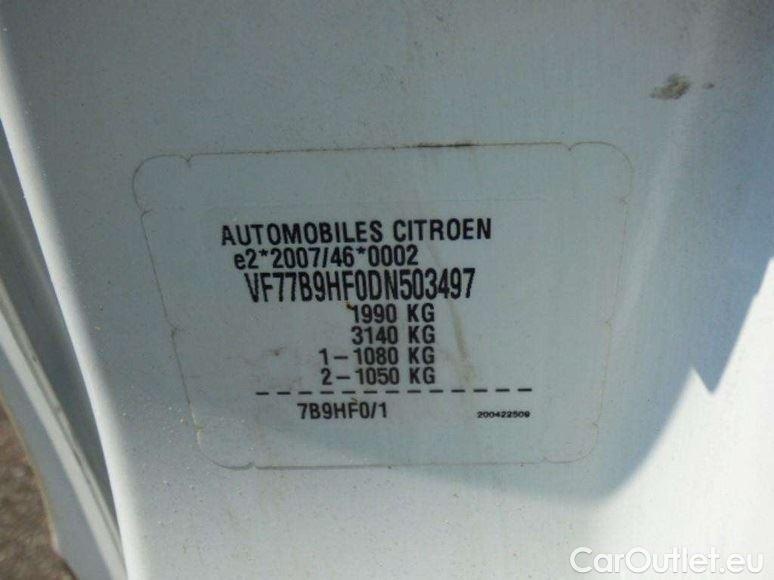 AUTOMOBILES CITROEN
e2*2007/46*0002
VF77B9HF0DN503497
1990 KG
3140 KG
1-1080 KG
2-1050 KG
7B9HF0/1 200422509
CarOutlet.eu